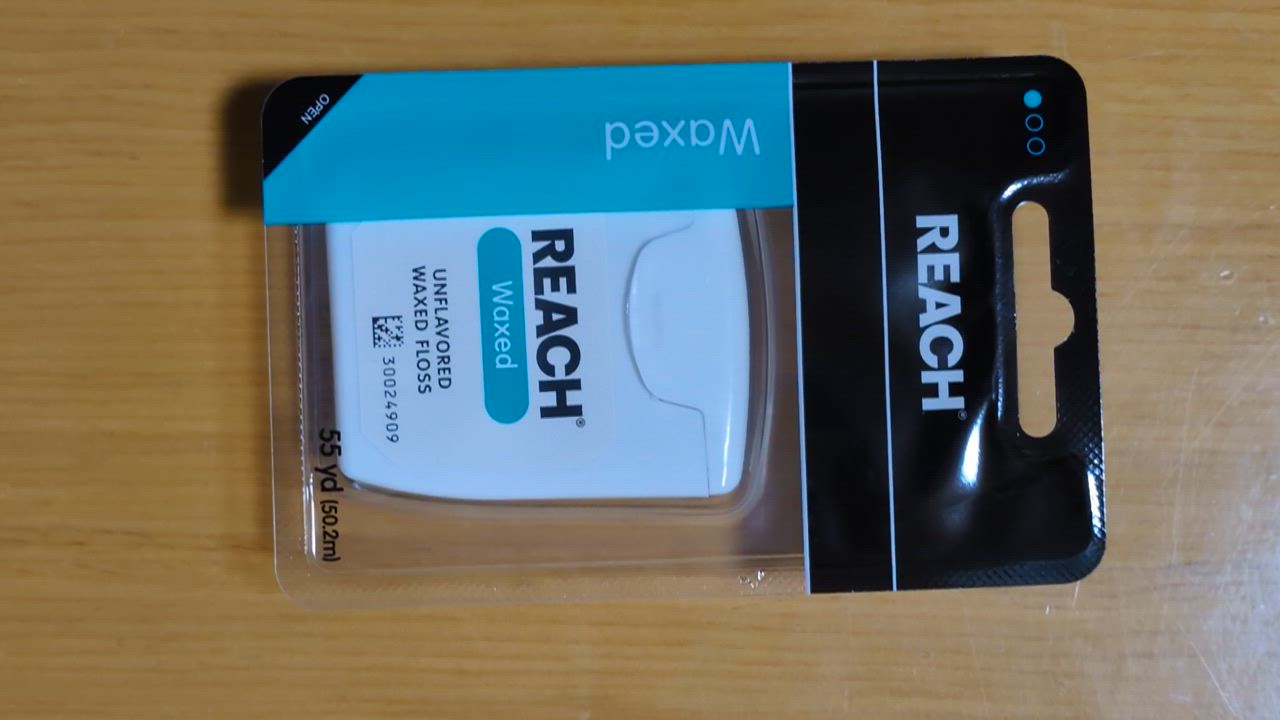 REACH®
Waxed
REACH®
Waxed
UNFLAVORED
WAXED FLOSS
30024909
55 yd (50.2m)
OPEN